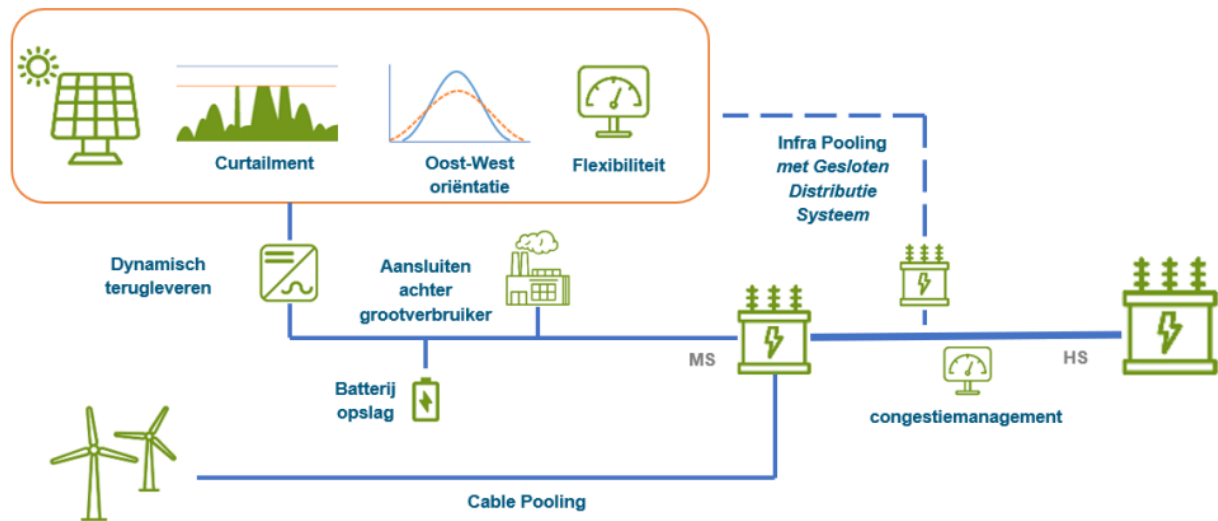 Curtailment
Oost-West
oriëntatie
Flexibiliteit
Infra Pooling
met Gesloten
Distributie
Systeem
Dynamisch
terugleveren
Aansluiten
achter
grootverbruiker
MS
HS
Batterij
opslag
congestiemanagement
Cable Pooling